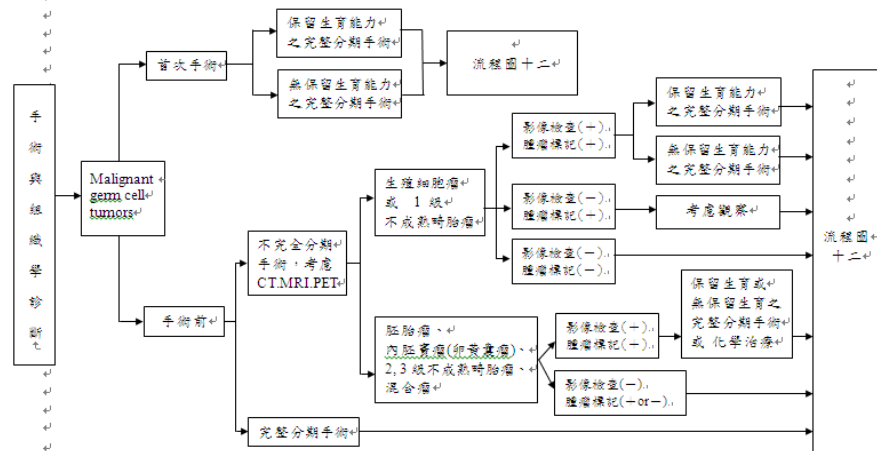 手
術
與
組
織
學
診
斷
Malignant
germ cell
tumors
首次手術
保留生育能力
之完整分期手術
無保留生育能力
之完整分期手術
流程圖十二
手術前
不完全分期
手術，考慮
CT.MRI.PET
生殖細胞瘤
或 1 級
不成熟畸胎瘤
影像檢查(＋)
腫瘤標記(＋)
保留生育能力
之完整分期手術
無保留生育能力
之完整分期手術
影像檢查(－)
腫瘤標記(＋)
考慮觀察
影像檢查(－)
腫瘤標記(－)
胚胎瘤、
內胚竇瘤(卵黃囊瘤)、
2, 3 級不成熟畸胎瘤、
混合瘤
影像檢查(＋)
腫瘤標記(＋)
保留生育或
無保留生育之
完整分期手術
或 化學治療
影像檢查(－)
腫瘤標記(＋or－)
完整分期手術
流程圖
十二